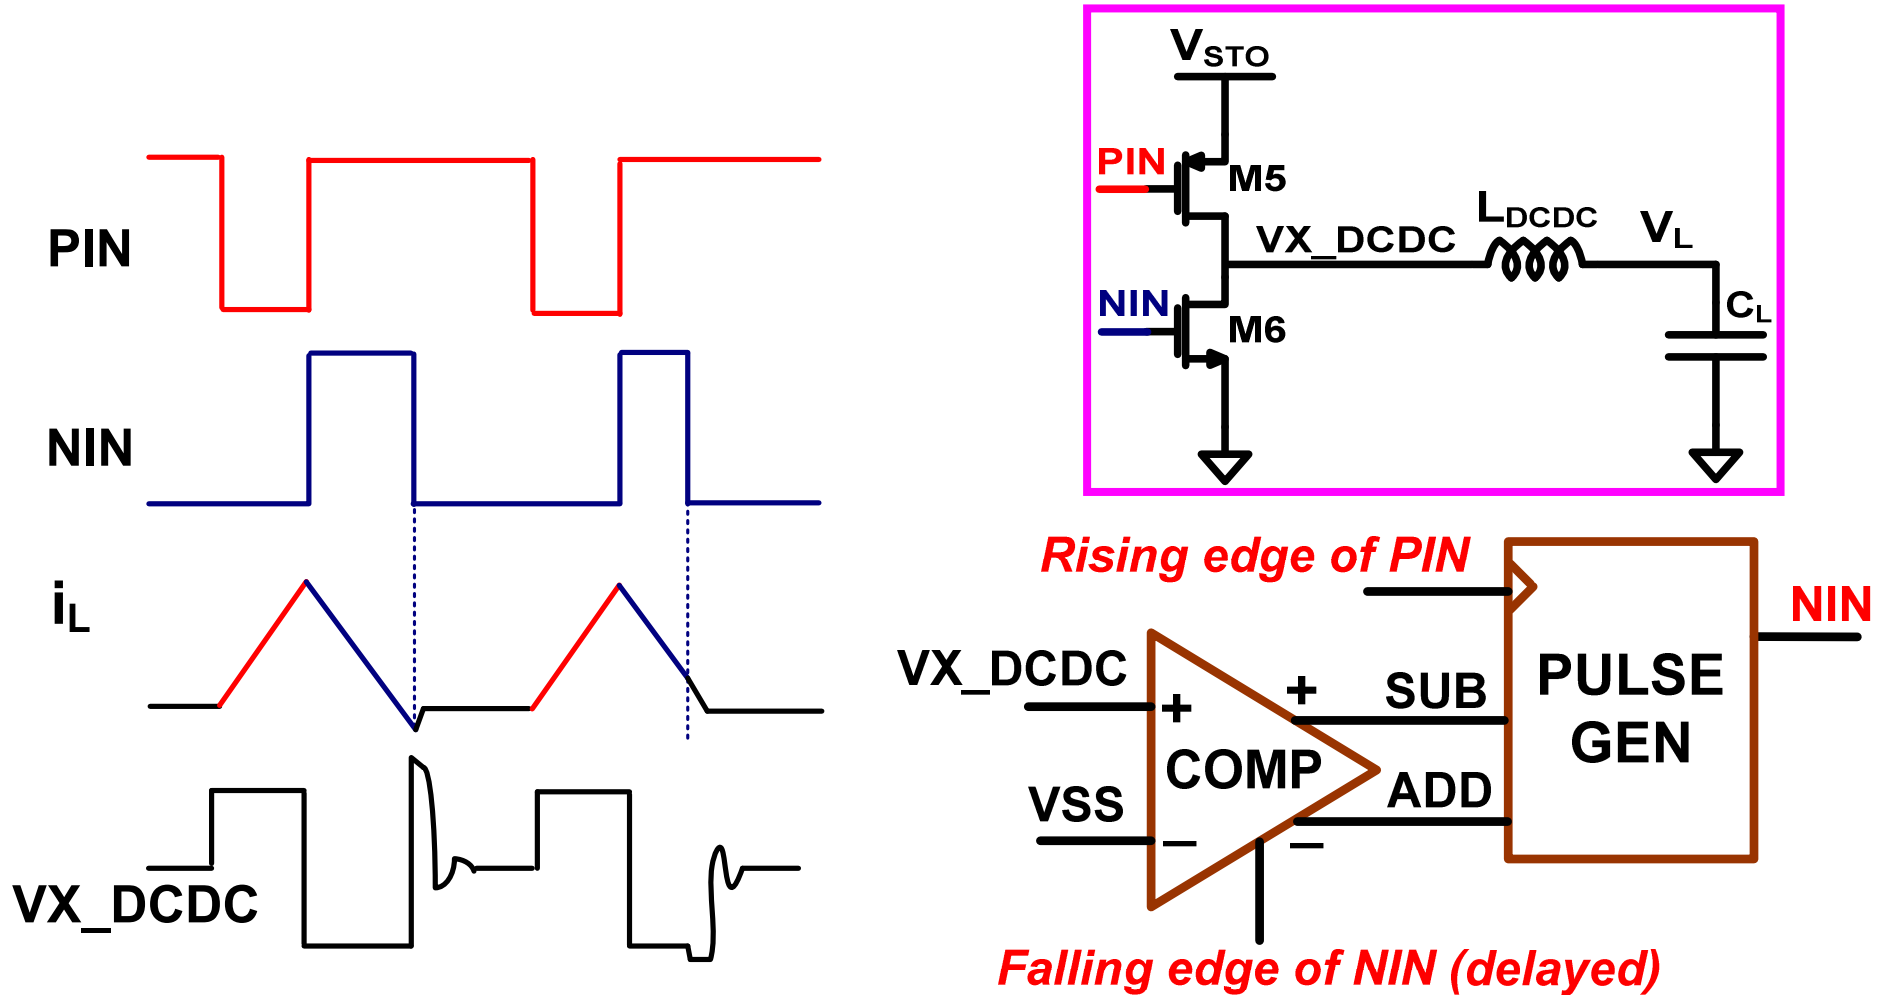 PIN
NIN
iL
VX_DCDC
VSTO
PIN
M5
LDCDC
VL
VX_DCDC
NIN
M6
CL
Rising edge of PIN
NIN
VX_DCDC
+
+
SUB
PULSE
GEN
COMP
VSS
ADD
−
−
Falling edge of NIN (delayed)